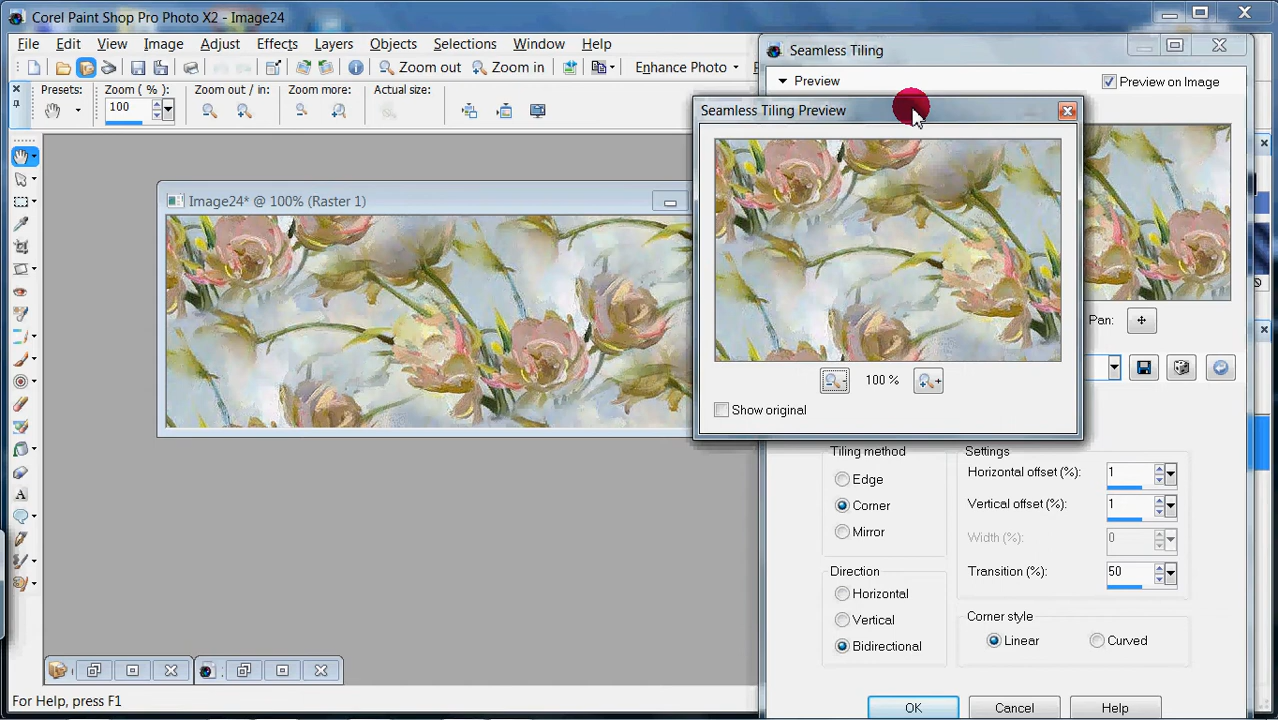 Corel Paint Shop Pro Photo X2 - Image24
File Edit View Image Adjust Effects Layers Objects Selections Window Help
Zoom out Zoom in Enhance Photo
Presets: Zoom ( % ): Zoom out / in: Zoom more: Actual size:
100
Image24* @ 100% (Raster 1)
Seamless Tiling
Preview Preview on Image
Seamless Tiling Preview
100 %
Show original
Pan:
Tiling method
Edge
Corner
Mirror
Settings
Horizontal offset (%): 1
Vertical offset (%): 1
Width (%): 0
Transition (%): 50
Direction
Horizontal
Vertical
Bidirectional
Corner style
Linear Curved
OK Cancel Help
For Help, press F1